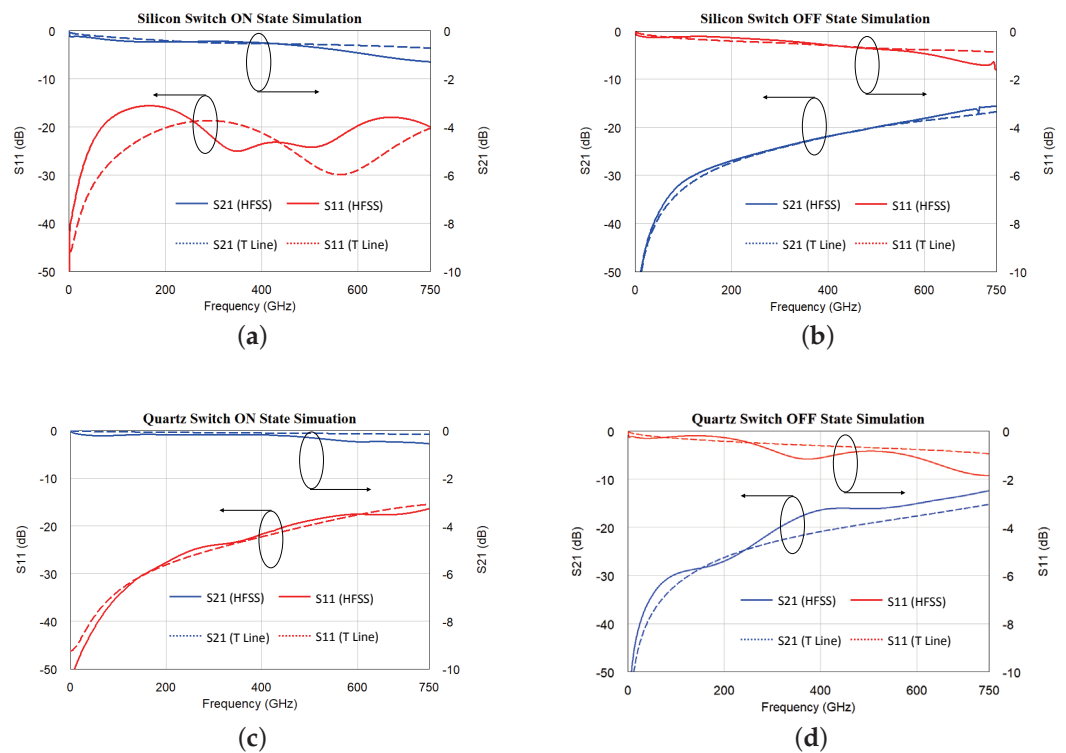 Silicon Switch ON State Simulation
0
-10
-20
-30
-40
-50
S11 (dB)
0
-2
-4
-6
-8
-10
S21 (dB)
S21 (HFSS)
S11 (HFSS)
S21 (T Line)
S11 (T Line)
0
200
400
600
750
Frequency (GHz)
(a)
Silicon Switch OFF State Simulation
0
-10
-20
-30
-40
-50
S21 (dB)
0
-2
-4
-6
-8
-10
S11 (dB)
S21 (HFSS)
S11 (HFSS)
S21 (T Line)
S11 (T Line)
0
200
400
600
750
Frequency (GHz)
(b)
Quartz Switch ON State Simuation
0
-10
-20
-30
-40
-50
S11 (dB)
0
-2
-4
-6
-8
-10
S21 (dB)
S21 (HFSS)
S11 (HFSS)
S21 (T Line)
S11 (T Line)
0
200
400
600
750
Frequency (GHz)
(c)
Quartz Switch OFF State Simulation
0
-10
-20
-30
-40
-50
S21 (dB)
0
-2
-4
-6
-8
-10
S11 (dB)
S21 (HFSS)
S11 (HFSS)
S21 (T Line)
S11 (T Line)
0
200
400
600
750
Frequency (GHz)
(d)